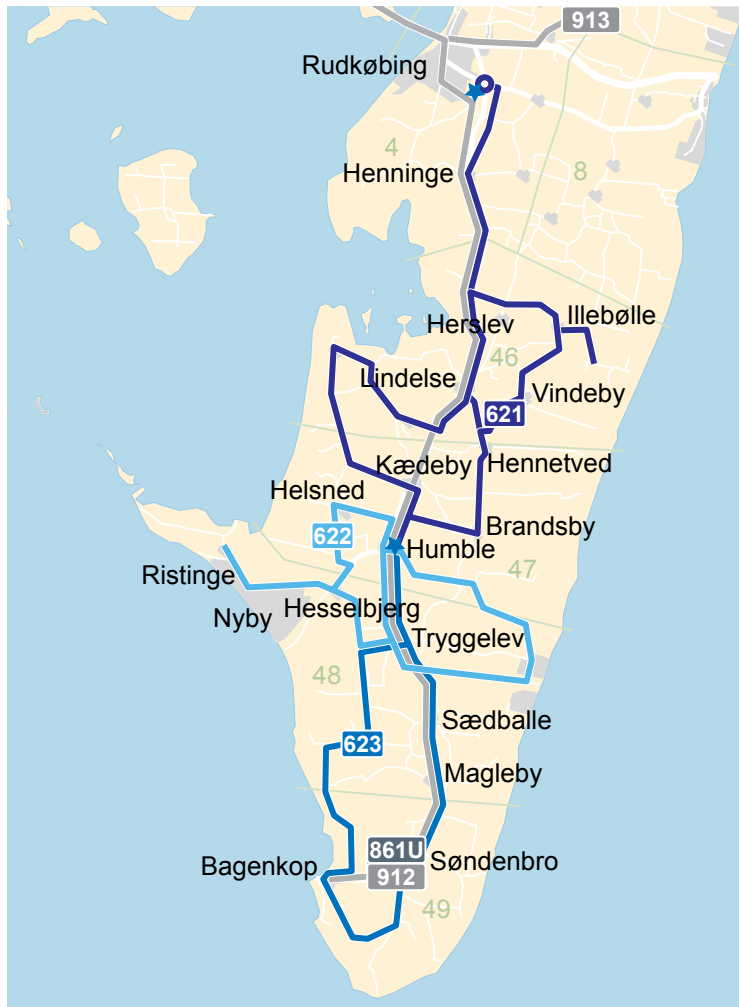 913
Rudkøbing
4
Henninge
8
Herslev
Illebølle
46
Lindelse
Vindeby
621
Kædeby
Hennetved
Helsned
Brandsby
622
Humble
Ristinge
47
Hesselbjerg
Nyby
Tryggelev
48
Sædballe
623
Magleby
861U
Søndenbro
Bagenkop
912
49